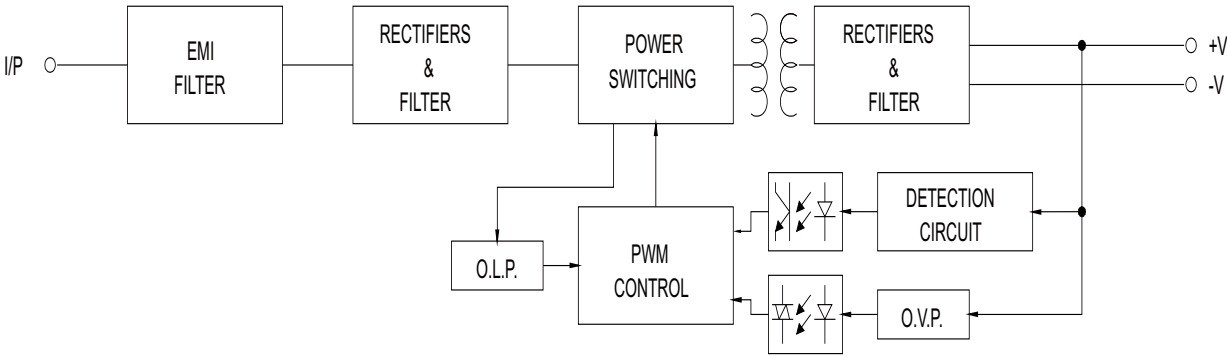 I/P
EMI
FILTER
RECTIFIERS
&
FILTER
POWER
SWITCHING
RECTIFIERS
&
FILTER
+V
-V
DETECTION
CIRCUIT
O.L.P.
PWM
CONTROL
O.V.P.